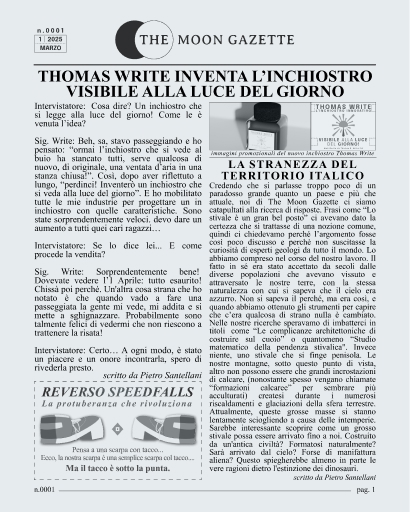 n.0001
1 2025
MARZO
THE MOON GAZETTE
THOMAS WRITE INVENTA L'INCHIOSTRO
VISIBILE ALLA LUCE DEL GIORNO
Intervistatore: Cosa dire? Un inchiostro che
si legge alla luce del giorno! Come le è
venuta l'idea?
Sig. Write: Beh, sa, stavo passeggiando e ho
pensato: "ormai l'inchiostro che si vede al
buio ha stancato tutti, serve qualcosa di
nuovo, di originale, una ventata d'aria in una
stanza chiusa!". Così, dopo aver riflettuto a
lungo, "perdinci! Inventerò un inchiostro che
si veda alla luce del giorno". E ho mobilitato
tutte le mie industrie per progettare un in
inchiostro con quelle caratteristiche. Sono
state sorprendentemente veloci. devo dare un
aumento a tutti quei cari ragazzi…
Intervistatore: Se lo dice lei... E come
procede la vendita?
Sig. Write: Sorprendentemente bene!
Dovevate vedere l'1 Aprile: tutto esaurito!
Chissà poi perché. Un'altra cosa strana che ho
notato è che quando vado a fare una
passeggiata la gente mi vede, mi addita e si
mette a sghignazzare. Probabilmente sono
talmente felici di vedermi che non riescono a
trattenere la risata!
Intervistatore: Certo… A ogni modo, è stato
un piacere e un onore incontrarla, spero di
rivederla presto.
scritto da Pietro Santellani
REVERSO SPEEDFALLS
La protuberanza che rivoluziona
Pensa a una scarpa con tacco...
Ecco, la nostra scarpa è una semplice scarpa col tacco...
Ma il tacco è sotto la punta.
THOMAS WRITE
VISIBILE ALLA LUCE
DEL GIORNO!
immagini promozionali del nuovo inchiostro Thomas Write
LA STRANEZZA DEL
TERRITORIO ITALICO
Credendo che si parlasse troppo poco di un
paradosso grande quanto un paese e più che
attuale, noi di The Moon Gazette ci siamo
catapultati alla ricerca di risposte. Frasi come "Lo
stivale è un gran bel posto" ci avevano dato la
certezza che si trattasse di una nozione comune,
quindi ci chiedevamo perché l'argomento fosse
così poco discusso e perché non suscitasse la
curiosità di esperti geologi da tutto il mondo. Lo
abbiamo compreso nel corso del nostro lavoro. Il
fatto in sé era stato accettato da secoli dalle
diverse popolazioni che avevano vissuto e
attraversato le nostre terre, con la stessa
naturalezza con cui si sapeva che il cielo era
azzurro. Non si sapeva il perché, ma era così, e
quando abbiamo ottenuto gli strumenti per capire
che c'era qualcosa di strano nulla è cambiato.
Nelle nostre ricerche speravamo di imbatterci in
titoli come "Le complicanze architettoniche di
costruire sul cuoio" o quantomeno "Studio
matematico della pendenza stivalica". Invece
niente, uno stivale che si finge penisola. Le
nostre montagne, sotto questo punto di vista,
altro non possono essere che grandi incrostazioni
di calcare, (nonostante spesso vengano chiamate
"formazioni calcaree" per sembrare più
acculturati) createsi durante i numerosi
riscaldamenti e glaciazioni della sfera terrestre.
Attualmente, queste grosse masse si stanno
lentamente sciogliendo a causa delle intemperie.
Sarebbe interessante scoprire come un grosso
stivale possa essere arrivato fino a noi. Costruito
da un'antica civiltà? Formatosi naturalmente?
Sarà arrivato dal cielo? Forse di manifattura
aliena? Questo spiegherebbe almeno in parte le
vere ragioni dietro l'estinzione dei dinosauri.
scritto da Pietro Santellani
n.0001
pag. 1